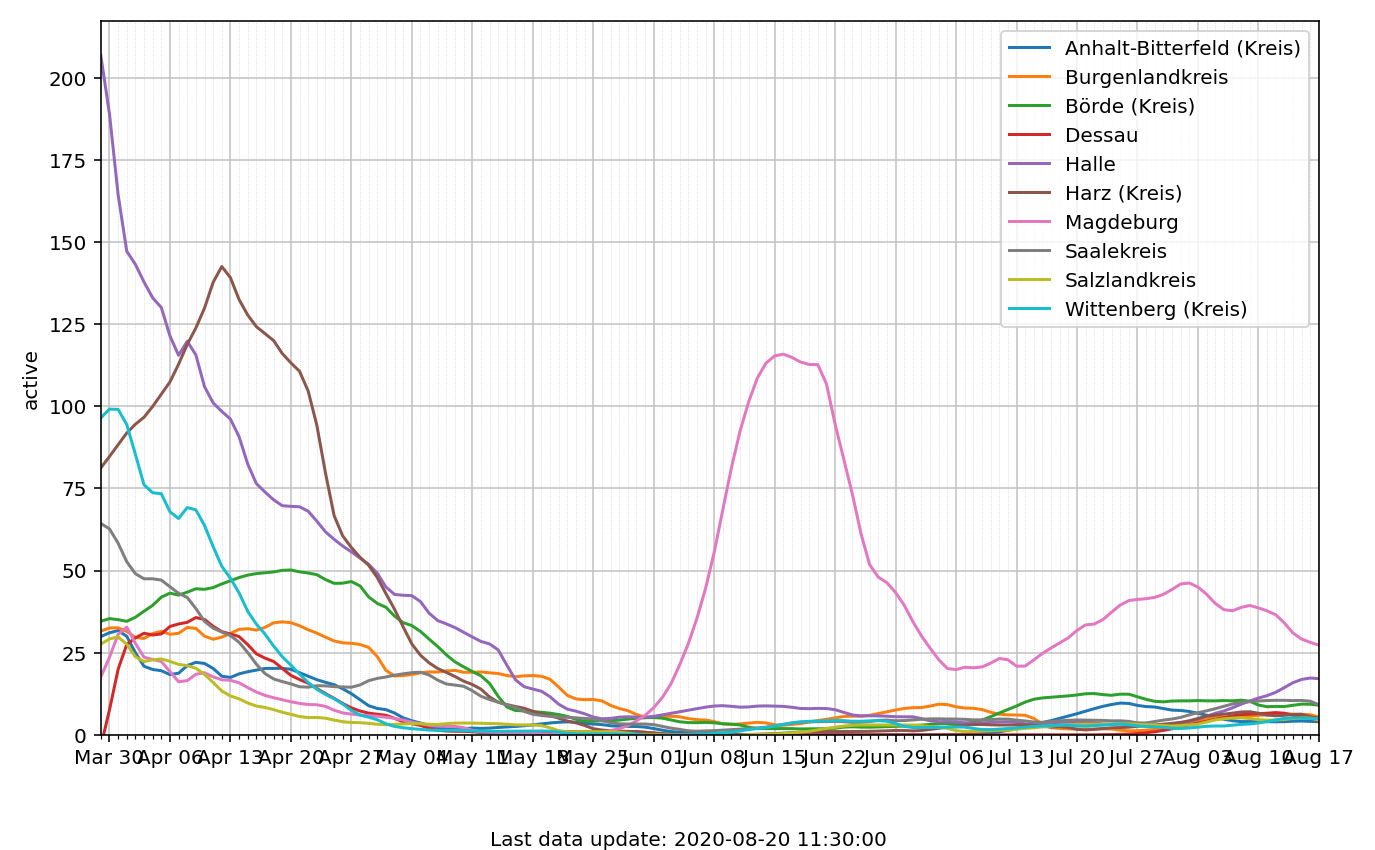 200
175
150
125
100
75
50
25
0
active
Anhalt-Bitterfeld (Kreis)
Burgenlandkreis
Börde (Kreis)
Dessau
Halle
Harz (Kreis)
Magdeburg
Saalekreis
Salzlandkreis
Wittenberg (Kreis)
Mar 30 Apr 06 Apr 13 Apr 20 Apr 27 May 04 May 11 May 18 May 25 Jun 01 Jun 08 Jun 15 Jun 22 Jun 29 Jul 06 Jul 13 Jul 20 Jul 27 Aug 03 Aug 10 Aug 17
Last data update: 2020-08-20 11:30:00